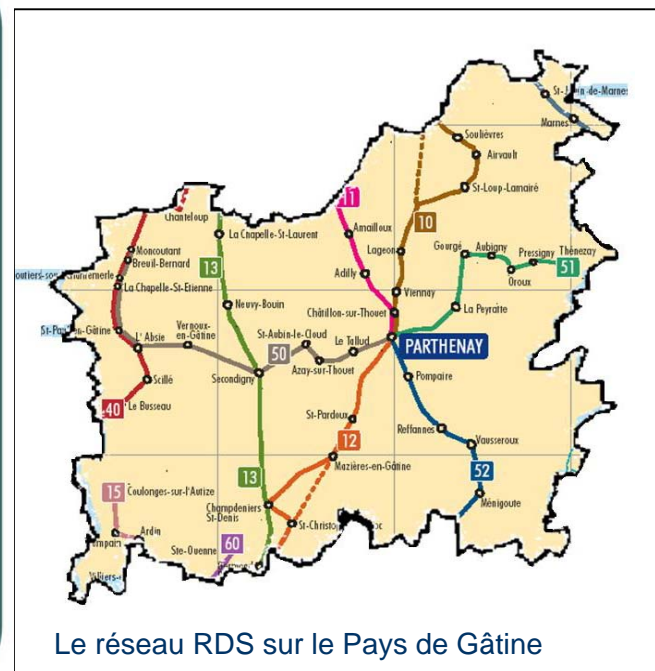 St-J
in-de-Marnes
Marnes
Soulièvres
Airvault
St-Loup-Lamairé
11
10
Chanteloup
La Chapelle-St-Laurent
Amailloux
Moncoutant
Breuil-Bernard
Lageon
Gourgé
Aubigny
Pressigny
Thénezay
13
51
Adilly
Oroux
La Chapelle-St-Etienne
Viennay
Neuvy-Bouin
Châtillon-sur-Thouet
La Peyratte
en-Gâtine
L'Absie
Vernoux-
en-Gâtine
St-Aubin-le-Cloud
Le Tallud
PARTHENAY
50
Azay-sur-Thouet
Secondigny
Pompaire
Scillé
Le Busseau
40
St-Pardoux
Reffannes
Vausseroux
12
Mazières-en-Gâtine
13
52
15
Coulonges-sur-l'Autize
Ménigoute
Champdeniers
St-Denis
St-Christop
Ardin
Ste-Ouenne
60
Le réseau RDS sur le Pays de Gâtine